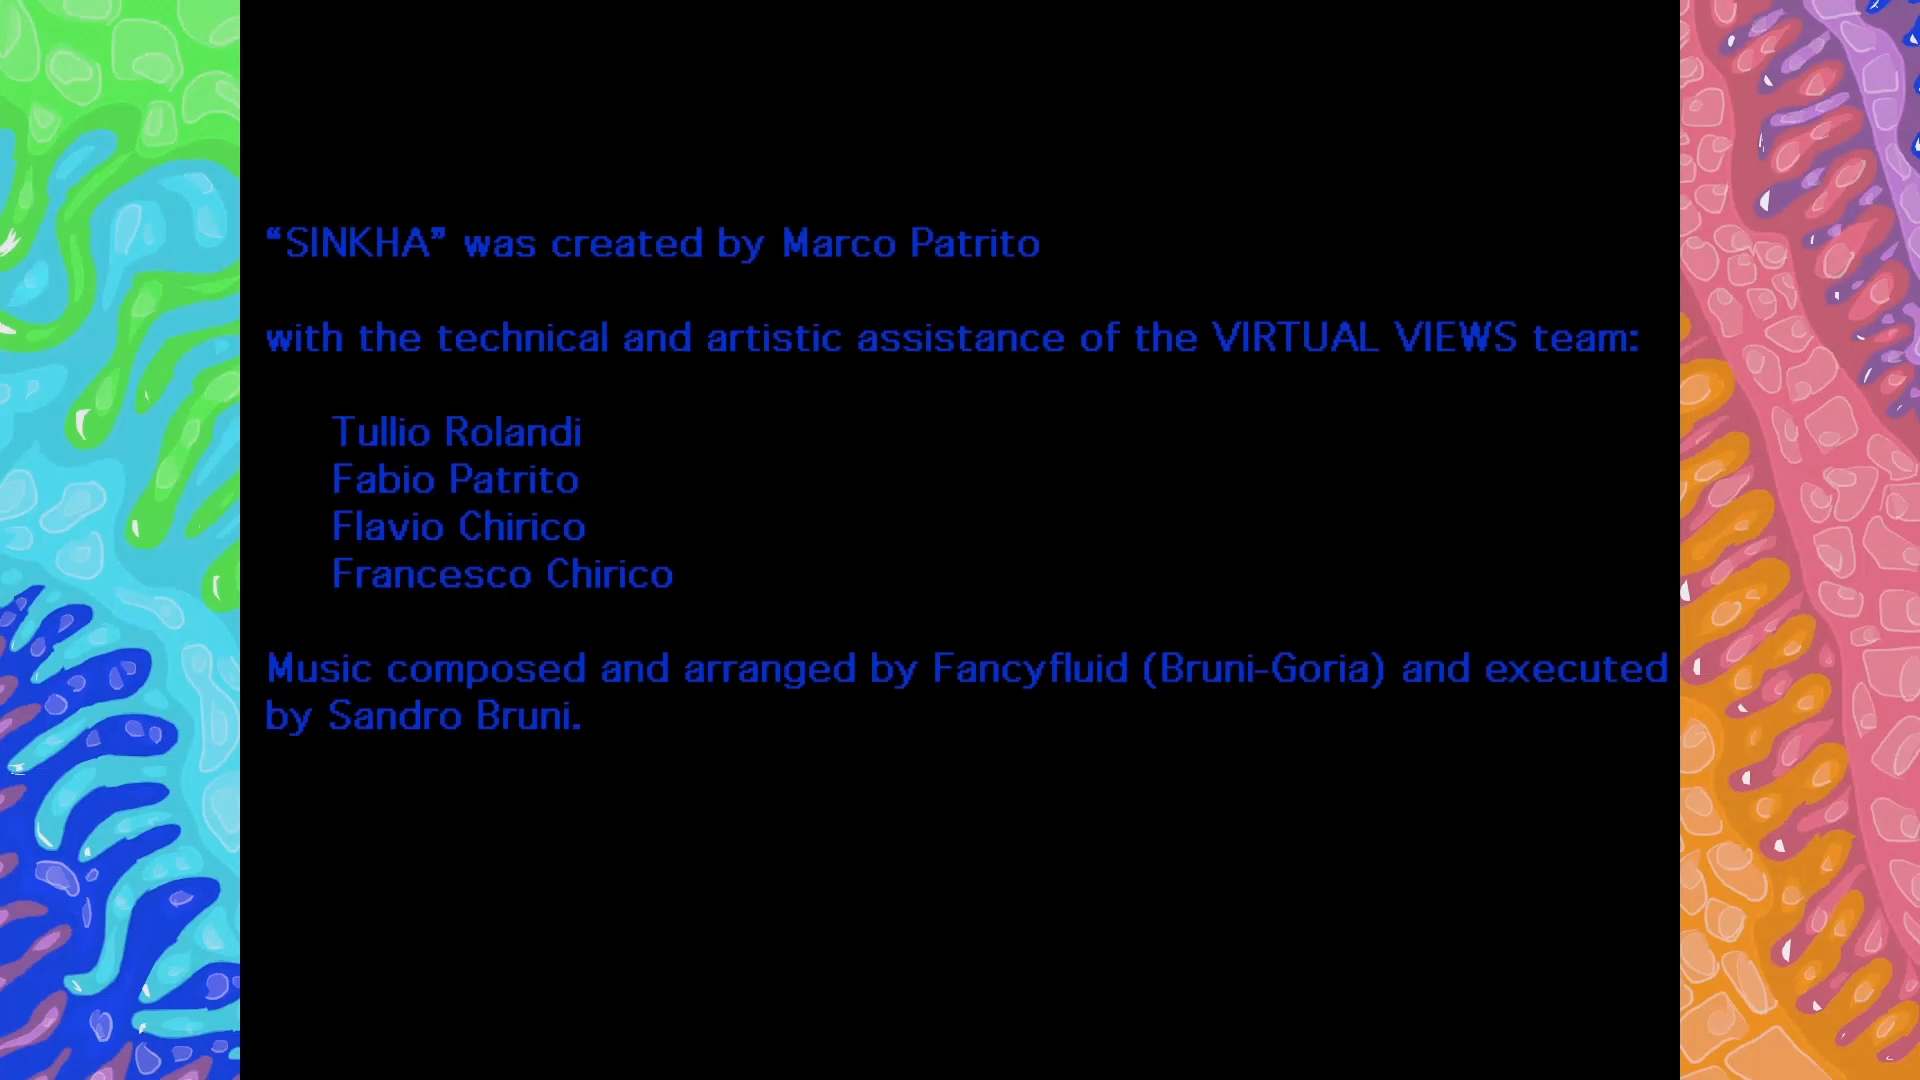 “SINKHA” was created by Marco Patrito
with the technical and artistic assistance of the VIRTUAL VIEWS team:
Tullio Rolandi
Fabio Patrito
Flavio Chirico
Francesco Chirico
Music composed and arranged by Fancyfluid (Bruni-Goria) and executed
by Sandro Bruni.